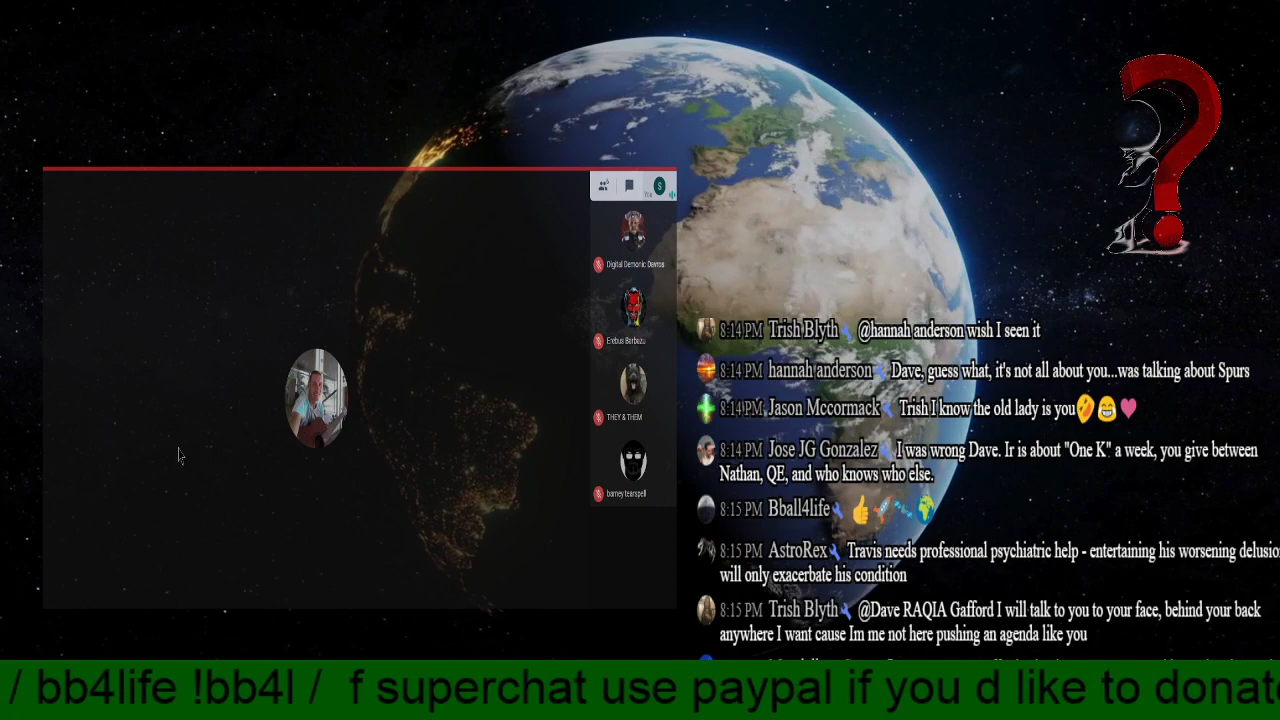 You
S
Digital Demonic Davros
Erebus Barbazu
THEY & THEM
barney tearspell
8:14 PM Trish Blyth @hannah anderson wish I seen it
8:14 PM hannah anderson Dave, guess what, it's not all about you...was talking about Spurs
8:14 PM Jason Mccormack Trish I know the old lady is you
8:14 PM Jose JG Gonzalez I was wrong Dave. Ir is about "One K" a week, you give between
Nathan, QE, and who knows who else.
8:15 PM Bball4life
8:15 PM AstroRex Travis needs professional psychiatric help - entertaining his worsening delusio
will only exacerbate his condition
8:15 PM Trish Blyth @Dave RAQIA Gafford I will talk to you to your face, behind your back
anywhere I want cause Im me not here pushing an agenda like you
/ bb4life !bb4l / f superchat use paypal if you d like to donat